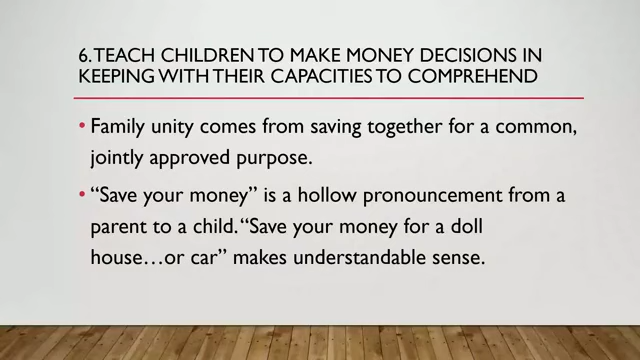 6. TEACH CHILDREN TO MAKE MONEY DECISIONS IN
KEEPING WITH THEIR CAPACITIES TO COMPREHEND
• Family unity comes from saving together for a common,
jointly approved purpose.
• “Save your money” is a hollow pronouncement from a
parent to a child. “Save your money for a doll
house…or car” makes understandable sense.